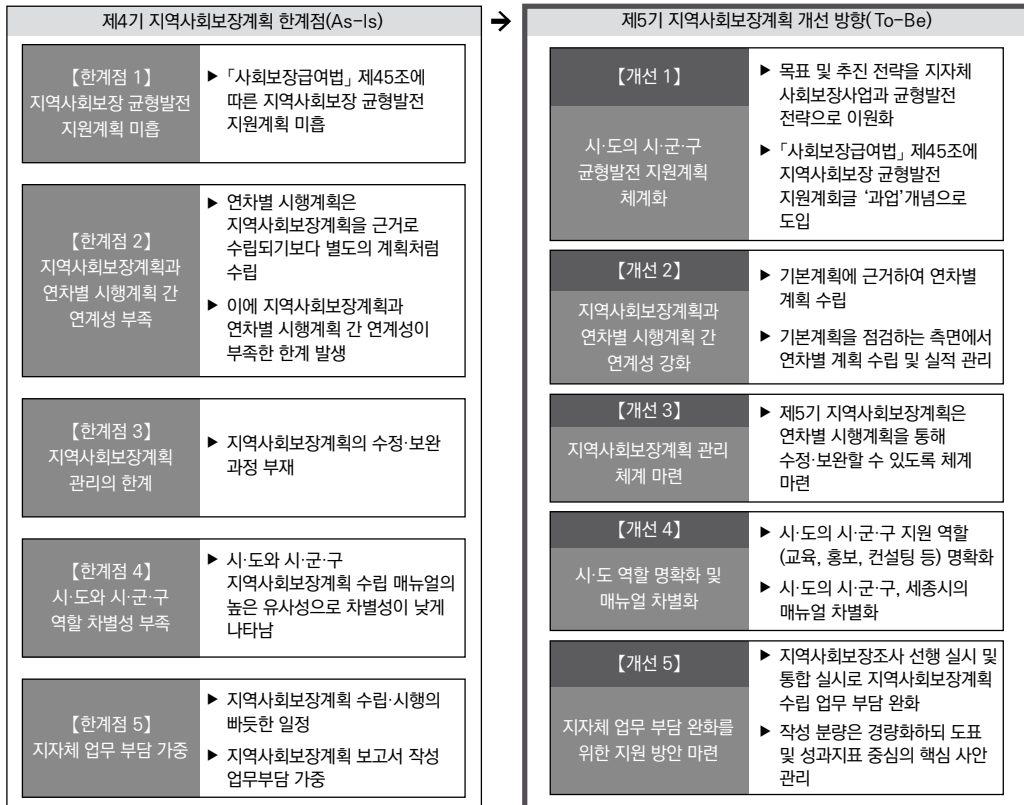 제4기 지역사회보장계획 한계점(As-Is)
【한계점 1】
지역사회보장 균형발전
지원계획 미흡
▶ 「사회보장급여법」 제45조에
따른 지역사회보장 균형발전
지원계획 미흡
【한계점 2】
지역사회보장계획과
연차별 시행계획 간
연계성 부족
▶ 연차별 시행계획은
지역사회보장계획을 근거로
수립되기보다 별도의 계획처럼
수립
▶ 이에 지역사회보장계획과
연차별 시행계획 간 연계성이
부족한 한계 발생
【한계점 3】
지역사회보장계획
관리의 한계
▶ 지역사회보장계획의 수정·보완
과정 부재
【한계점 4】
시·도와 시·군·구
역할 차별성 부족
▶ 시·도와 시·군·구
지역사회보장계획 수립 매뉴얼의
높은 유사성으로 차별성이 낮게
나타남
【한계점 5】
지자체 업무 부담 가중
▶ 지역사회보장계획 수립·시행의
빠듯한 일정
▶ 지역사회보장계획 보고서 작성
업무부담 가중
→
제5기 지역사회보장계획 개선 방향( To-Be)
【개선 1】
시·도의 시·군·구
균형발전 지원계획
체계화
▶ 목표 및 추진 전략을 지자체
사회보장사업과 균형발전
전략으로 이원화
▶ 「사회보장급여법」 제45조에
지역사회보장 균형발전
지원계회글 ‘과업’개념으로
도입
【개선 2】
지역사회보장계획과
연차별 시행계획 간
연계성 강화
▶ 기본계획에 근거하여 연차별
계획 수립
▶ 기본계획을 점검하는 측면에서
연차별 계획 수립 및 실적 관리
【개선 3】
지역사회보장계획 관리
체계 마련
▶ 제5기 지역사회보장계획은
연차별 시행계획을 통해
수정·보완할 수 있도록 체계
마련
【개선 4】
시·도 역할 명확화 및
매뉴얼 차별화
▶ 시·도의 시·군·구 지원 역할
(교육, 홍보, 컨설팅 등) 명확화
▶ 시·도의 시·군·구, 세종시의
매뉴얼 차별화
【개선 5】
지자체 업무 부담 완화를
위한 지원 방안 마련
▶ 지역사회보장조사 선행 실시 및
통합 실시로 지역사회보장계획
수립 업무 부담 완화
▶ 작성 분량은 경량화하되 도표
및 성과지표 중심의 핵심 사안
관리